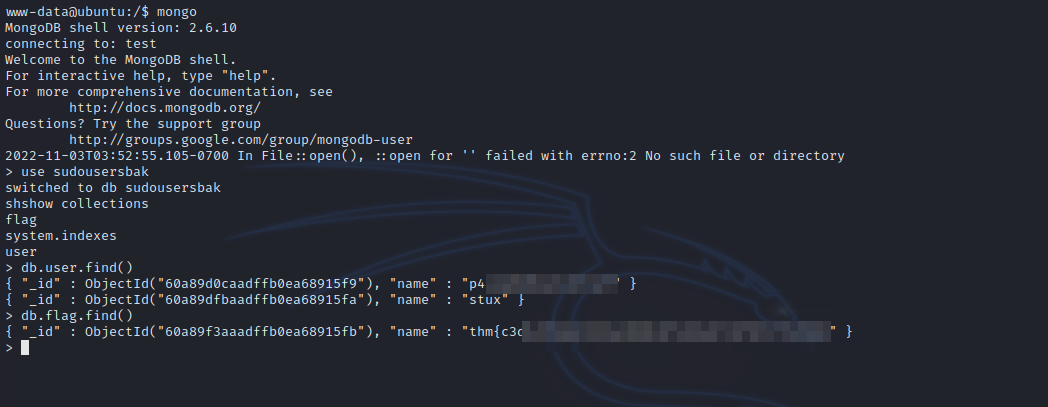 www-data@ubuntu:/$ mongo
MongoDB shell version: 2.6.10
connecting to: test
Welcome to the MongoDB shell.
For interactive help, type "help".
For more comprehensive documentation, see
http://docs.mongodb.org/
Questions? Try the support group
http://groups.google.com/group/mongodb-user
2022-11-03T03:52:55.105-0700 In File::open(), ::open for '' failed with errno:2 No such file or directory
> use sudousersbak
switched to db sudousersbak
shshow collections
flag
system.indexes
user
> db.user.find()
{ "_id" : ObjectId("60a89d0caadffb0ea68915f9"), "name" : "p4 " }
{ "_id" : ObjectId("60a89dfbaadffb0ea68915fa"), "name" : "stux" }
> db.flag.find()
{ "_id" : ObjectId("60a89f3aaadffb0ea68915fb"), "name" : "thm{c3 " }
>